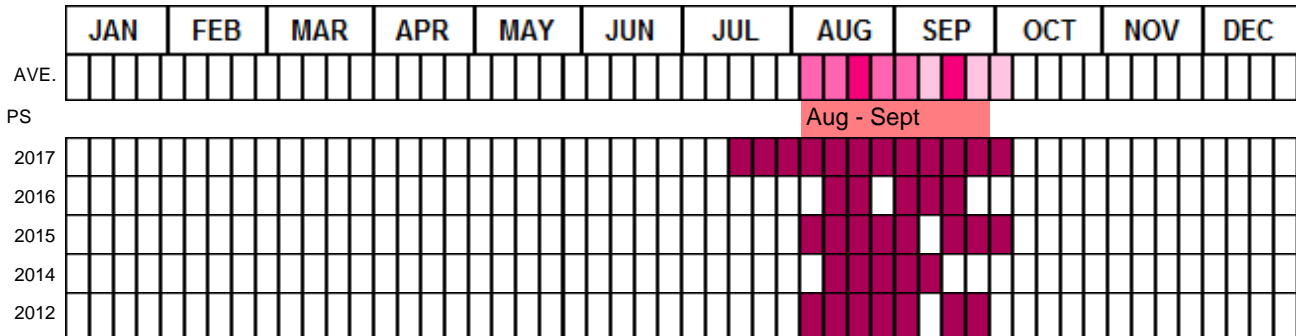 JAN FEB MAR APR MAY JUN JUL AUG SEP OCT NOV DEC
AVE.
PS Aug - Sept
2017
2016
2015
2014
2012